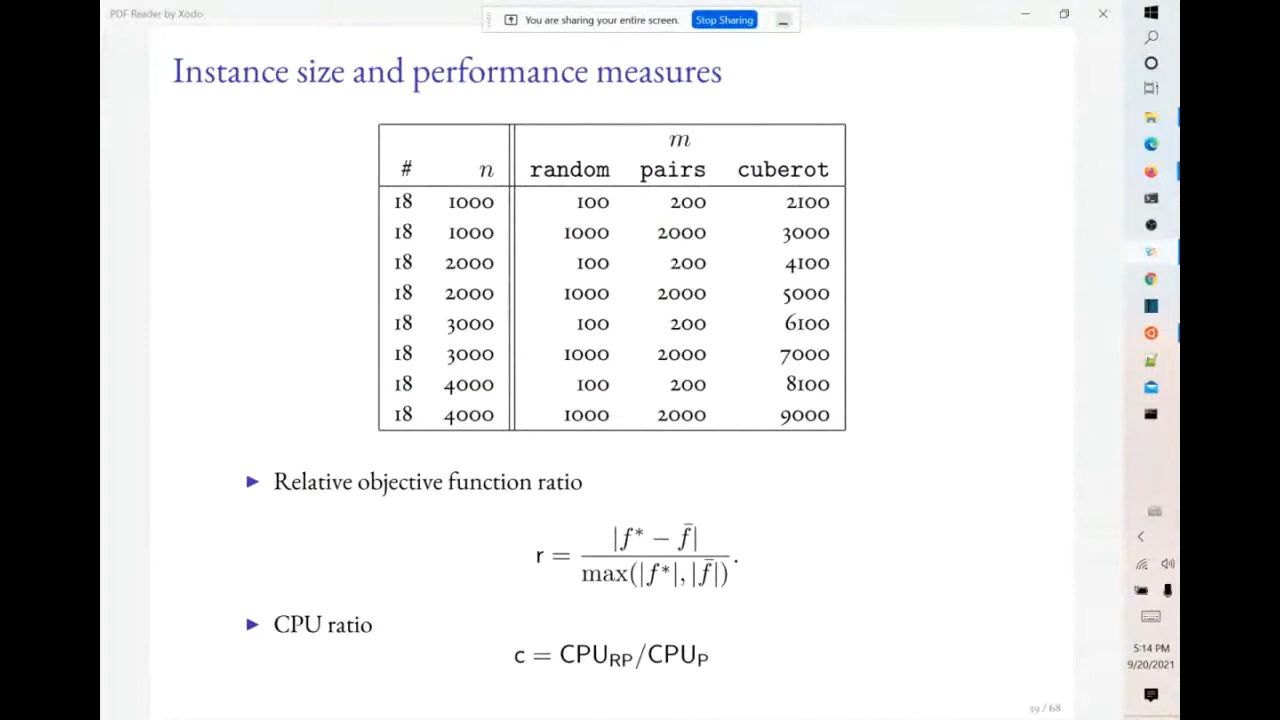 PDF Reader by Xodo
You are sharing your entire screen. Stop Sharing
Instance size and performance measures
m
# n random pairs cuberot
18 1000 100 200 2100
18 1000 1000 2000 3000
18 2000 100 200 4100
18 2000 1000 2000 5000
18 3000 100 200 6100
18 3000 1000 2000 7000
18 4000 100 200 8100
18 4000 1000 2000 9000
► Relative objective function ratio
r = |f* − f̄| / max(|f*|, |f̄|) .
► CPU ratio
c = CPU_RP/CPU_P
39 / 68
5:14 PM
9/20/2021